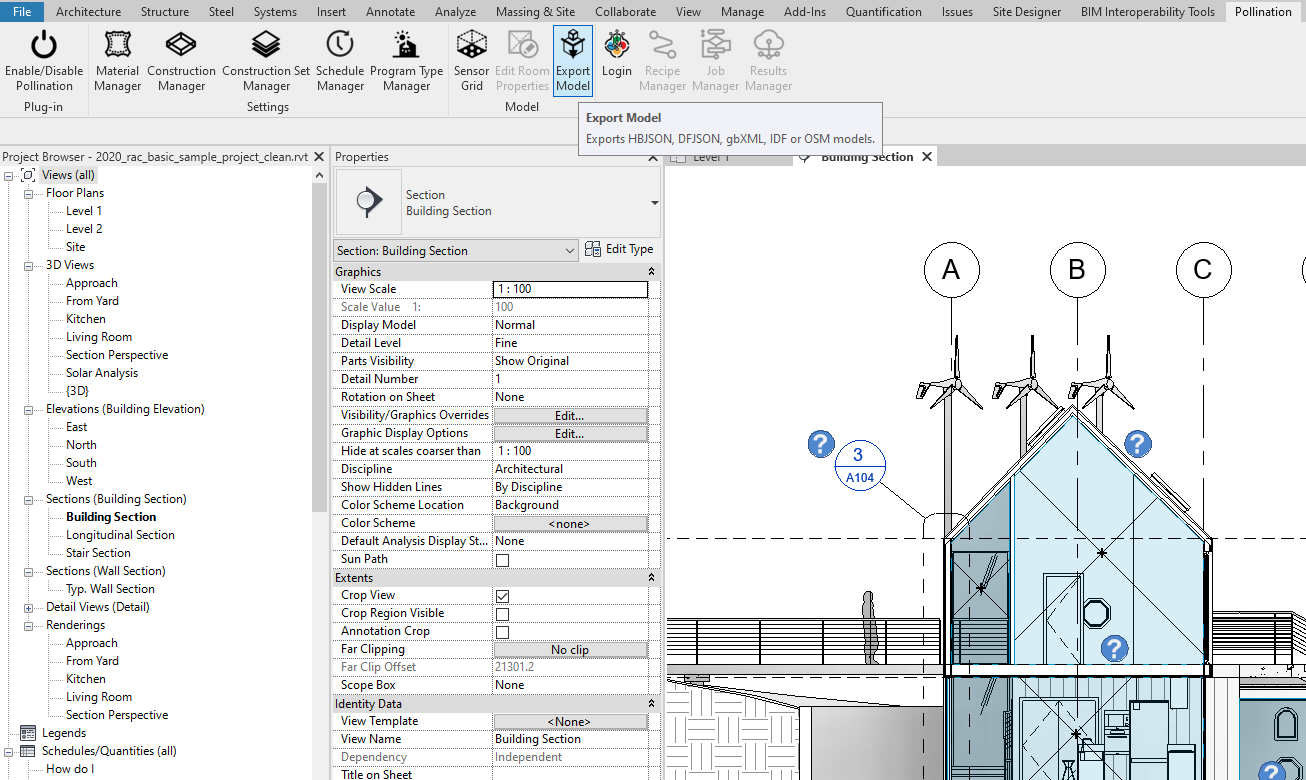 File Architecture Structure Steel Systems Insert Annotate Analyze Massing & Site Collaborate View Manage Add-Ins Quantification Issues Site Designer BIM Interoperability Tools Pollination
Enable/Disable Material Construction Construction Set Schedule Program Type Sensor Edit Room Export Login Recipe Job Results
Pollination Manager Manager Manager Manager Manager Grid Properties Model Manager Manager Manager
Plug-in Settings Model
Export Model
Exports HBJSON, DFJSON, gbXML, IDF or OSM models.
Project Browser - 2020_rac_basic_sample_project_clean.rvt
Views (all)
Floor Plans
Level 1
Level 2
Site
3D Views
Approach
From Yard
Kitchen
Living Room
Section Perspective
Solar Analysis
{3D}
Elevations (Building Elevation)
East
North
South
West
Sections (Building Section)
Building Section
Longitudinal Section
Stair Section
Sections (Wall Section)
Typ. Wall Section
Detail Views (Detail)
Renderings
Approach
From Yard
Kitchen
Living Room
Section Perspective
Legends
Schedules/Quantities (all)
How do I
Properties
Section
Building Section
Section: Building Section Edit Type
Graphics
View Scale 1 : 100
Scale Value 1: 100
Display Model Normal
Detail Level Fine
Parts Visibility Show Original
Detail Number 1
Rotation on Sheet None
Visibility/Graphics Overrides Edit...
Graphic Display Options Edit...
Hide at scales coarser than 1 : 100
Discipline Architectural
Show Hidden Lines By Discipline
Color Scheme Location Background
Color Scheme <none>
Default Analysis Display St... None
Sun Path
Extents
Crop View
Crop Region Visible
Annotation Crop
Far Clipping No clip
Far Clip Offset 21301.2
Scope Box None
Identity Data
View Template <None>
View Name Building Section
Dependency Independent
Title on Sheet
Level 1 Building Section
A B C
? 3 ?
A104
?
?